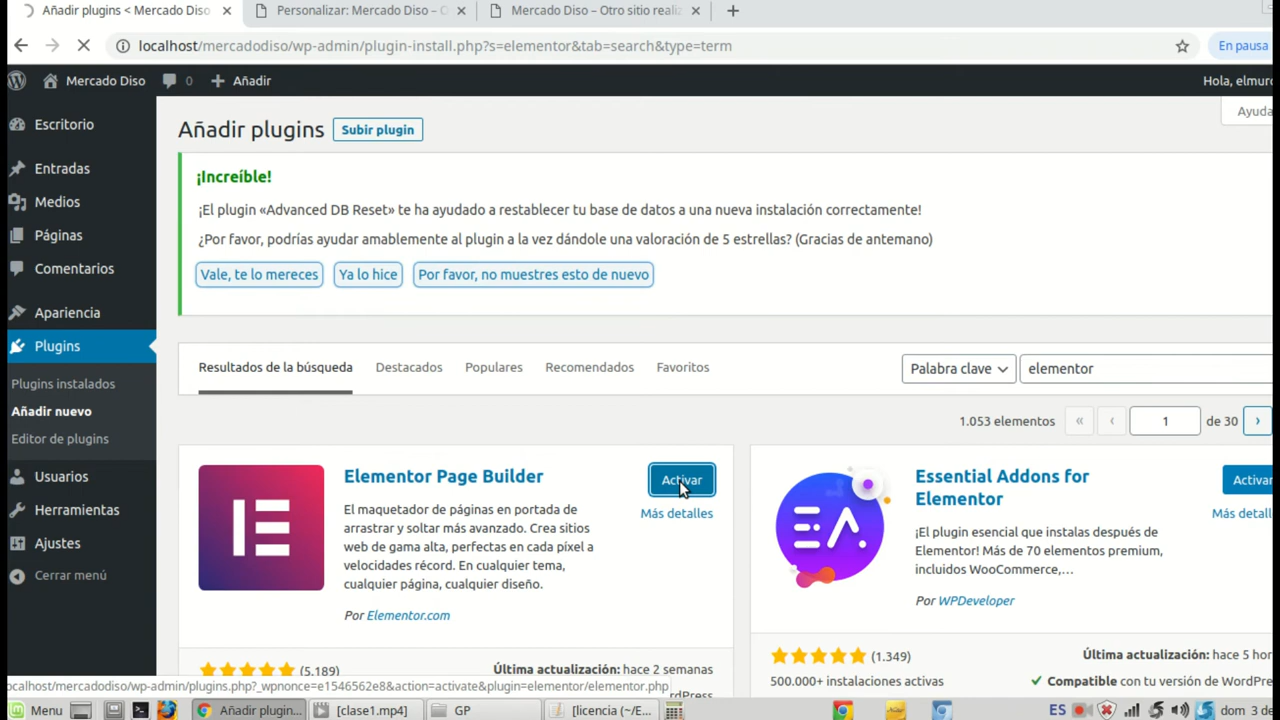 Añadir plugins < Mercado Diso
Personalizar: Mercado Diso – O
Mercado Diso – Otro sitio realiz
localhost/mercadodiso/wp-admin/plugin-install.php?s=elementor&tab=search&type=term
En pausa
Mercado Diso
0
Añadir
Hola, elmuro
Ayuda
Escritorio
Entradas
Medios
Páginas
Comentarios
Apariencia
Plugins
Plugins instalados
Añadir nuevo
Editor de plugins
Usuarios
Herramientas
Ajustes
Cerrar menú
Añadir plugins
Subir plugin
¡Increíble!
¡El plugin «Advanced DB Reset» te ha ayudado a restablecer tu base de datos a una nueva instalación correctamente!
¿Por favor, podrías ayudar amablemente al plugin a la vez dándole una valoración de 5 estrellas? (Gracias de antemano)
Vale, te lo mereces
Ya lo hice
Por favor, no muestres esto de nuevo
Resultados de la búsqueda
Destacados
Populares
Recomendados
Favoritos
Palabra clave
elementor
1.053 elementos
«
‹
1
de 30
›
Elementor Page Builder
Activar
Más detalles
El maquetador de páginas en portada de
arrastrar y soltar más avanzado. Crea sitios
web de gama alta, perfectas en cada píxel a
velocidades récord. En cualquier tema,
cualquier página, cualquier diseño.
Por Elementor.com
(5.189)
Última actualización: hace 2 semanas
Essential Addons for
Elementor
Activar
Más detall
¡El plugin esencial que instalas después de
Elementor! Más de 70 elementos premium,
incluidos WooCommerce,…
Por WPDeveloper
(1.349)
Última actualización: hace 5 hor
500.000+ instalaciones activas
Compatible con tu versión de WordPre
localhost/mercadodiso/wp-admin/plugins.php?_wpnonce=e1546562e8&action=activate&plugin=elementor/elementor.php
Menu
Añadir plugin...
[clase1.mp4]
GP
[licencia (~/E...
ES
dom 3 de